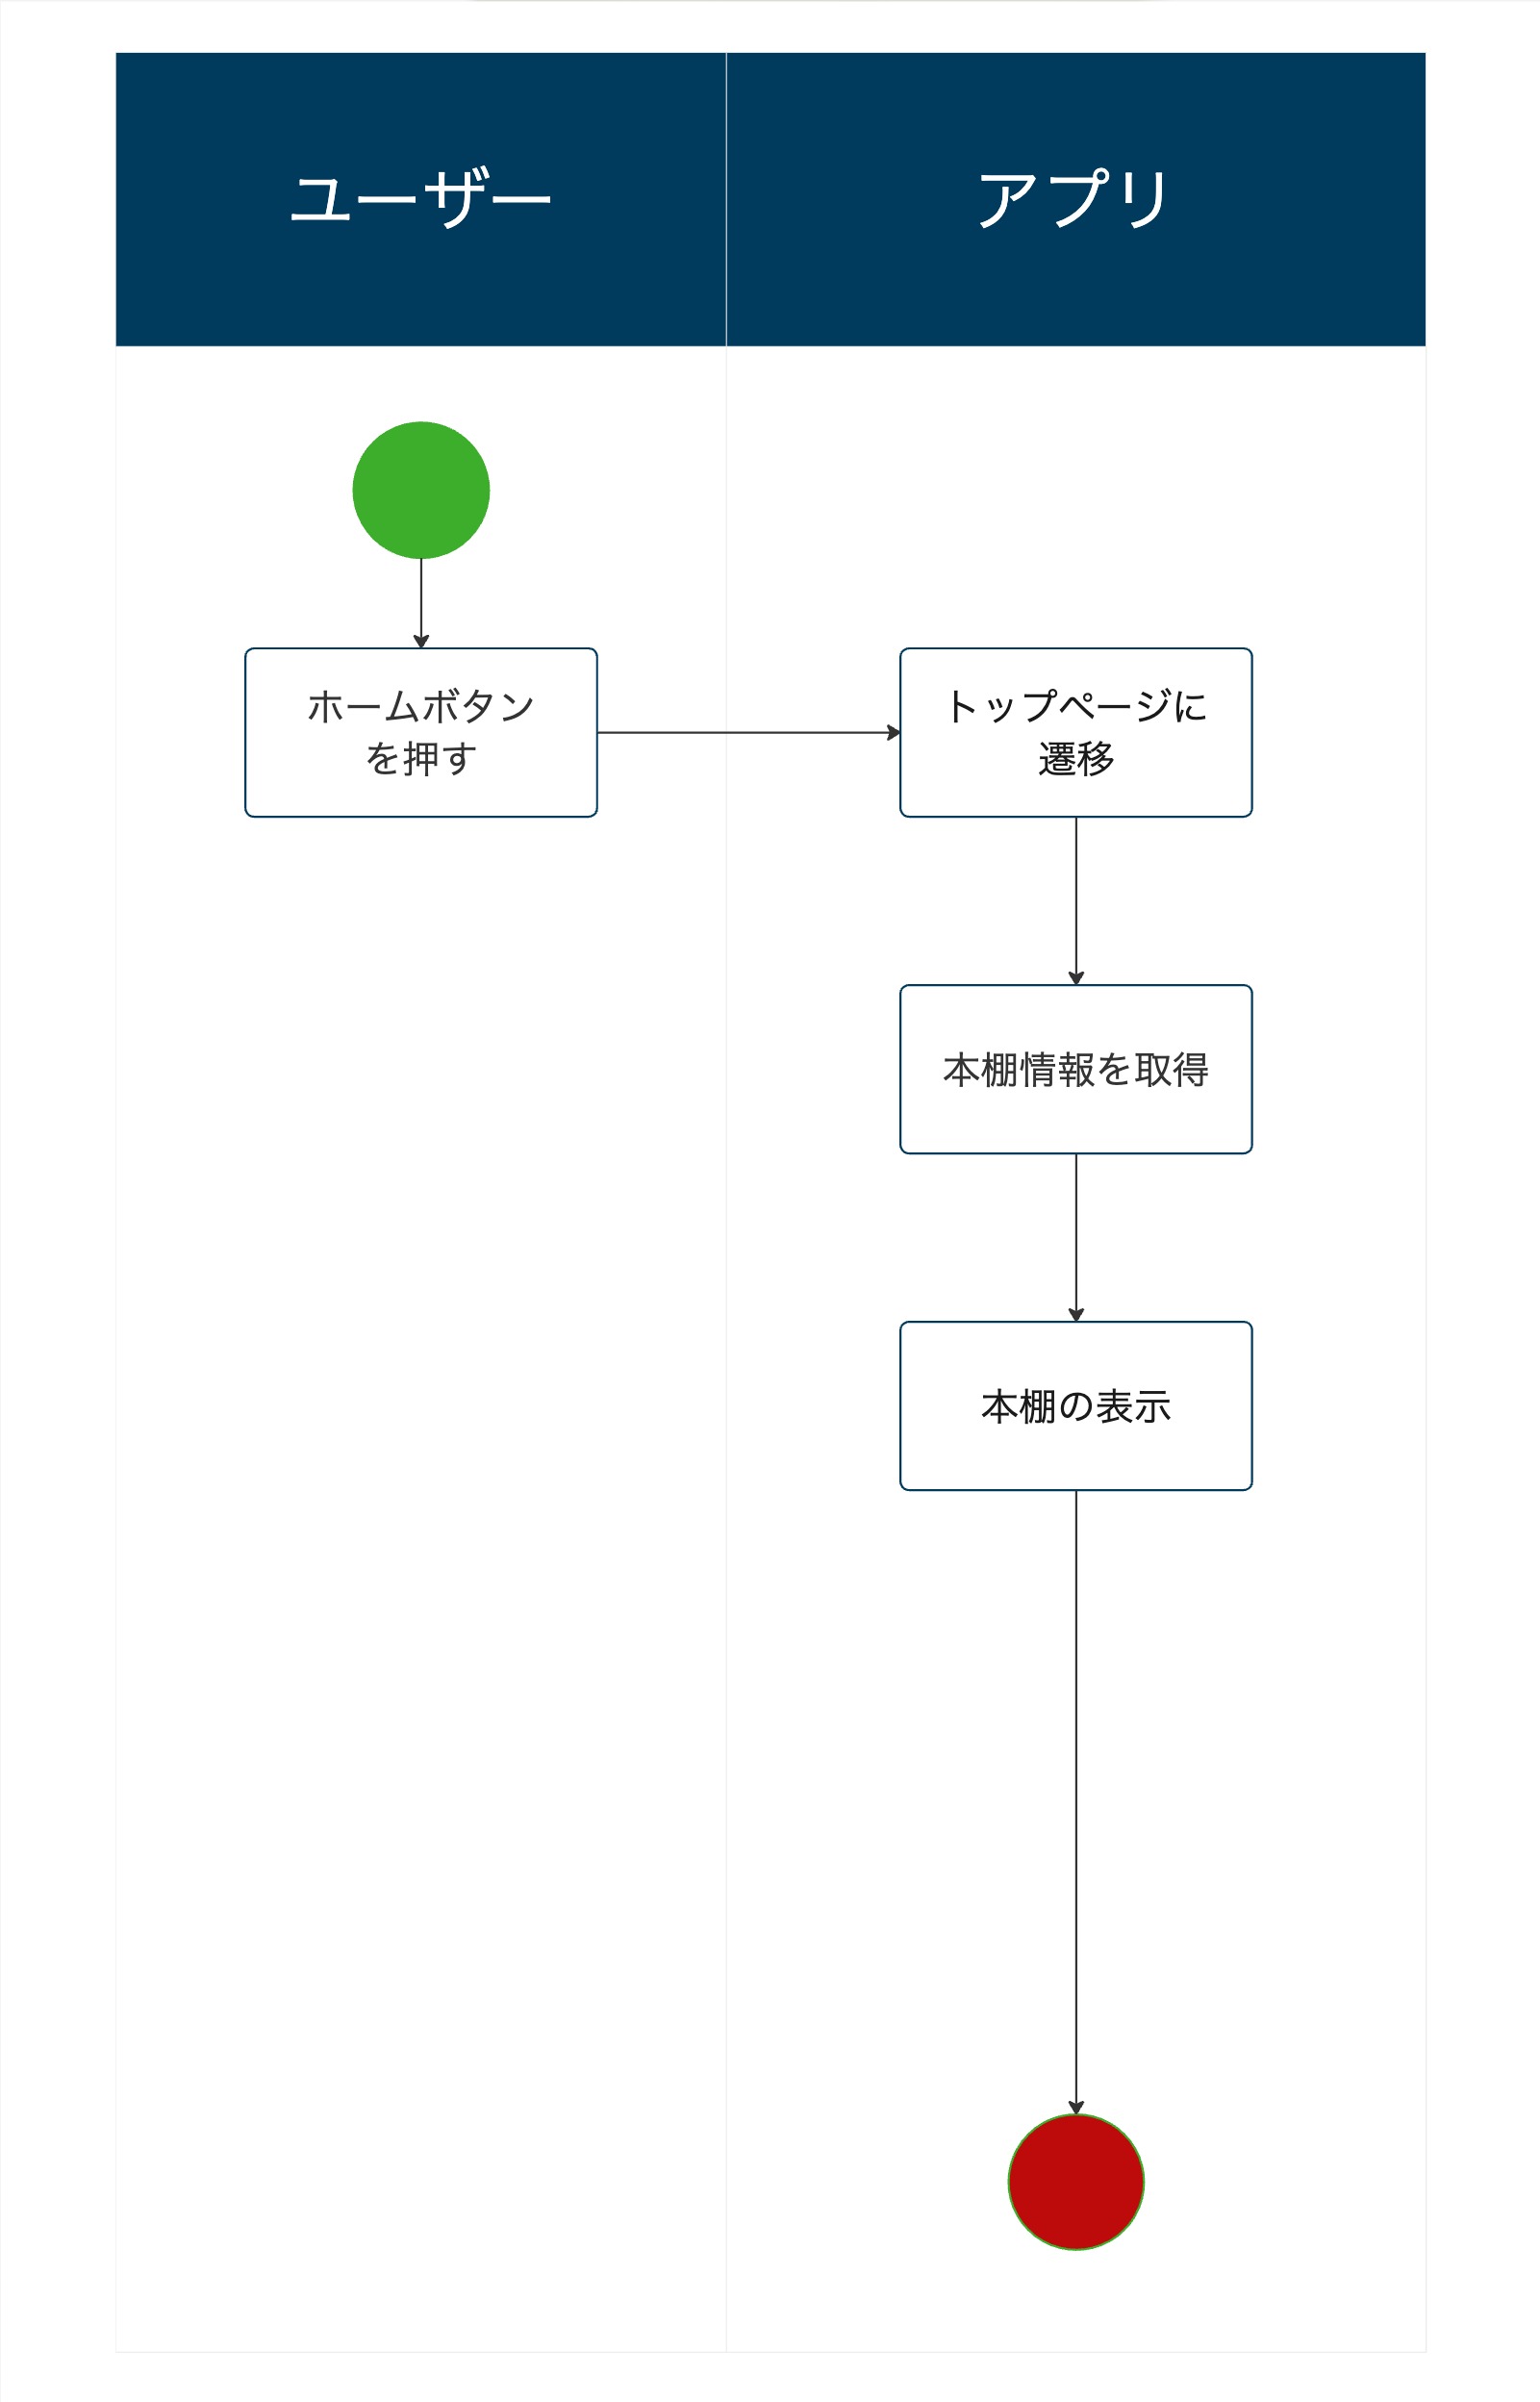 ユーザー
アプリ
ホームボタン
を押す
トップページに
遷移
本棚情報を取得
本棚の表示